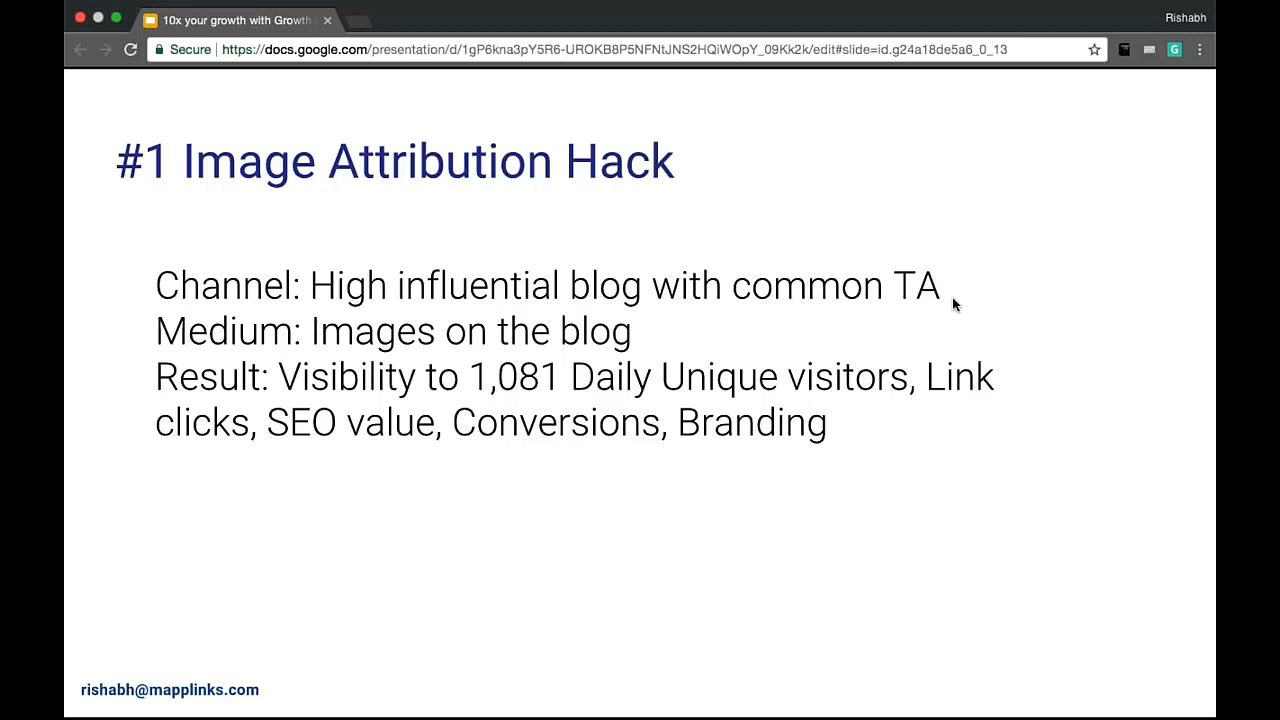 10x your growth with Growth
Rishabh
Secure
https://docs.google.com/presentation/d/1gP6kna3pY5R6-UROKB8P5NFNtJNS2HQiWOpY_09Kk2k/edit#slide=id.g24a18de5a6_0_13
G
#1 Image Attribution Hack
Channel: High influential blog with common TA
Medium: Images on the blog
Result: Visibility to 1,081 Daily Unique visitors, Link
clicks, SEO value, Conversions, Branding
rishabh@mapplinks.com